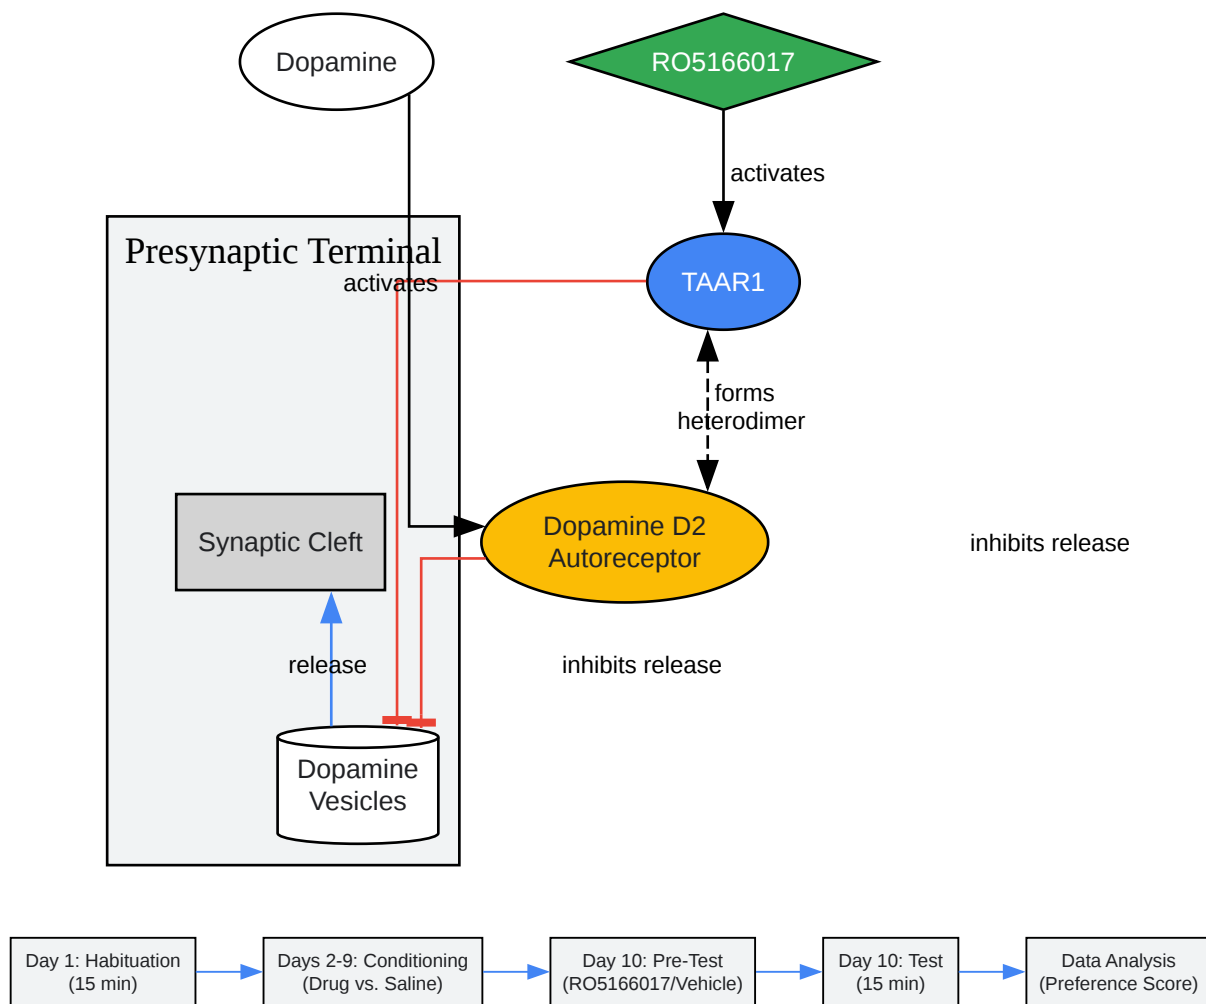 Dopamine
RO5166017
activates
Presynaptic Terminal
activates
TAAR1
forms
heterodimer
Synaptic Cleft
Dopamine D2
Autoreceptor
inhibits release
release
inhibits release
Dopamine
Vesicles
Day 1: Habituation
(15 min)
Days 2-9: Conditioning
(Drug vs. Saline)
Day 10: Pre-Test
(RO5166017/Vehicle)
Day 10: Test
(15 min)
Data Analysis
(Preference Score)